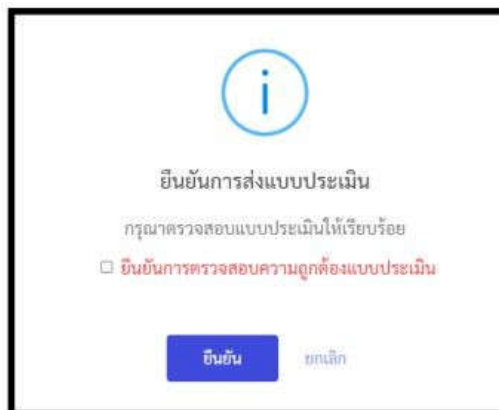 ยืนยันการส่งแบบประเมิน
กรุณาตรวจสอบแบบประเมินให้เรียบร้อย
ยืนยันการตรวจสอบความถูกต้องแบบประเมิน
ยืนยัน ยกเลิก